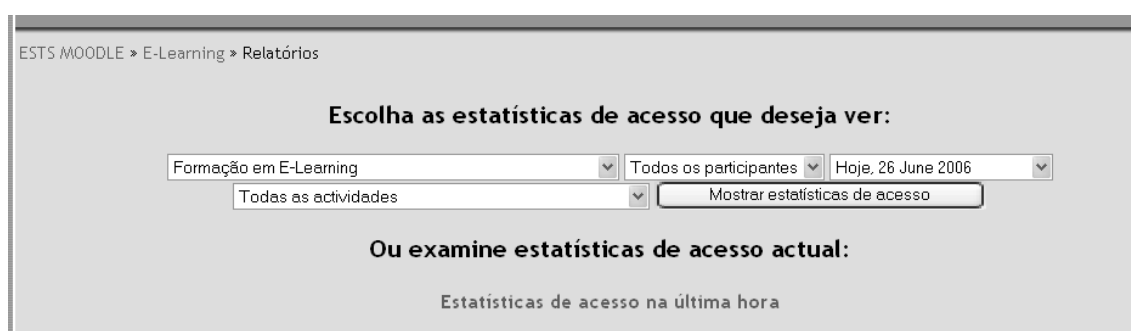 ESTS MOODLE » E-Learning » Relatórios
Escolha as estatísticas de acesso que deseja ver:
Formação em E-Learning Todos os participantes Hoje, 26 June 2006
Todas as actividades Mostrar estatísticas de acesso
Ou examine estatísticas de acesso actual:
Estatísticas de acesso na última hora